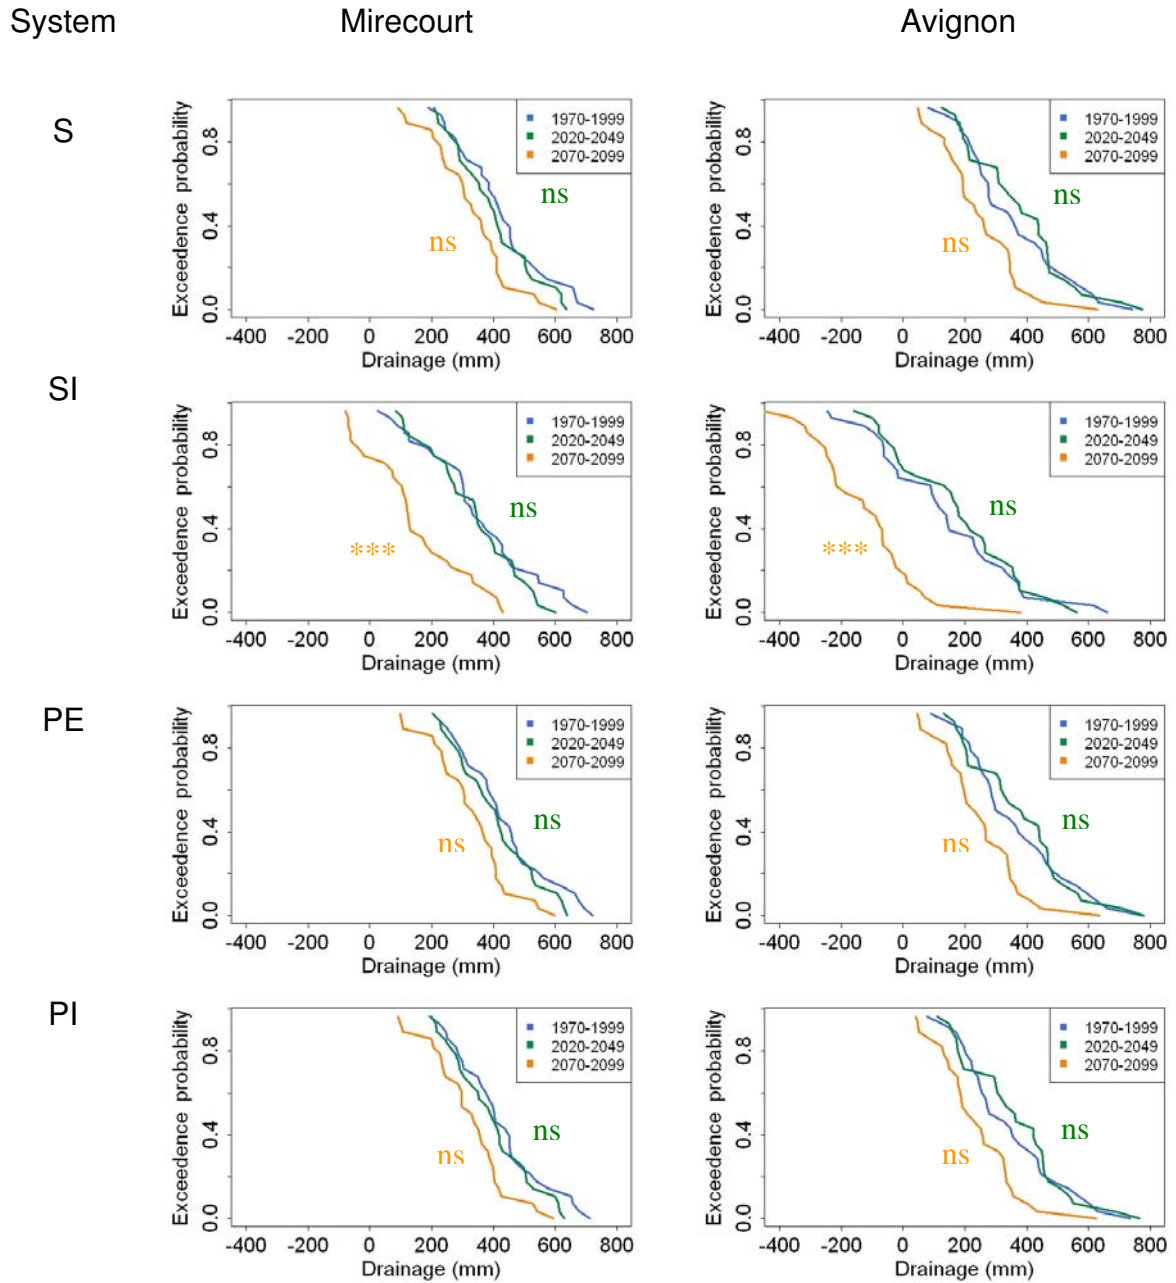 System Mirecourt Avignon
S
Exceedence probability
0.0 0.4 0.8
1970-1999
2020-2049
2070-2099
ns
ns
-400 -200 0 200 400 600 800
Drainage (mm)
Exceedence probability
0.0 0.4 0.8
1970-1999
2020-2049
2070-2099
ns
ns
-400 -200 0 200 400 600 800
Drainage (mm)
SI
Exceedence probability
0.0 0.4 0.8
1970-1999
2020-2049
2070-2099
ns
***
-400 -200 0 200 400 600 800
Drainage (mm)
Exceedence probability
0.0 0.4 0.8
1970-1999
2020-2049
2070-2099
ns
***
-400 -200 0 200 400 600 800
Drainage (mm)
PE
Exceedence probability
0.0 0.4 0.8
1970-1999
2020-2049
2070-2099
ns
ns
-400 -200 0 200 400 600 800
Drainage (mm)
Exceedence probability
0.0 0.4 0.8
1970-1999
2020-2049
2070-2099
ns
ns
-400 -200 0 200 400 600 800
Drainage (mm)
PI
Exceedence probability
0.0 0.4 0.8
1970-1999
2020-2049
2070-2099
ns
ns
-400 -200 0 200 400 600 800
Drainage (mm)
Exceedence probability
0.0 0.4 0.8
1970-1999
2020-2049
2070-2099
ns
ns
-400 -200 0 200 400 600 800
Drainage (mm)